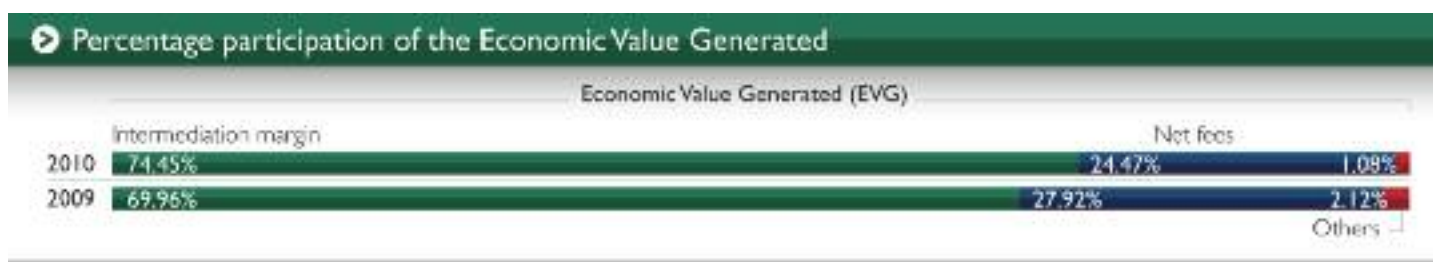 Percentage participation of the Economic Value Generated
Economic Value Generated (EVG)
Intermediation margin Net fees
2010 74.45% 24.47% 1.08%
2009 69.96% 27.92% 2.12%
Others